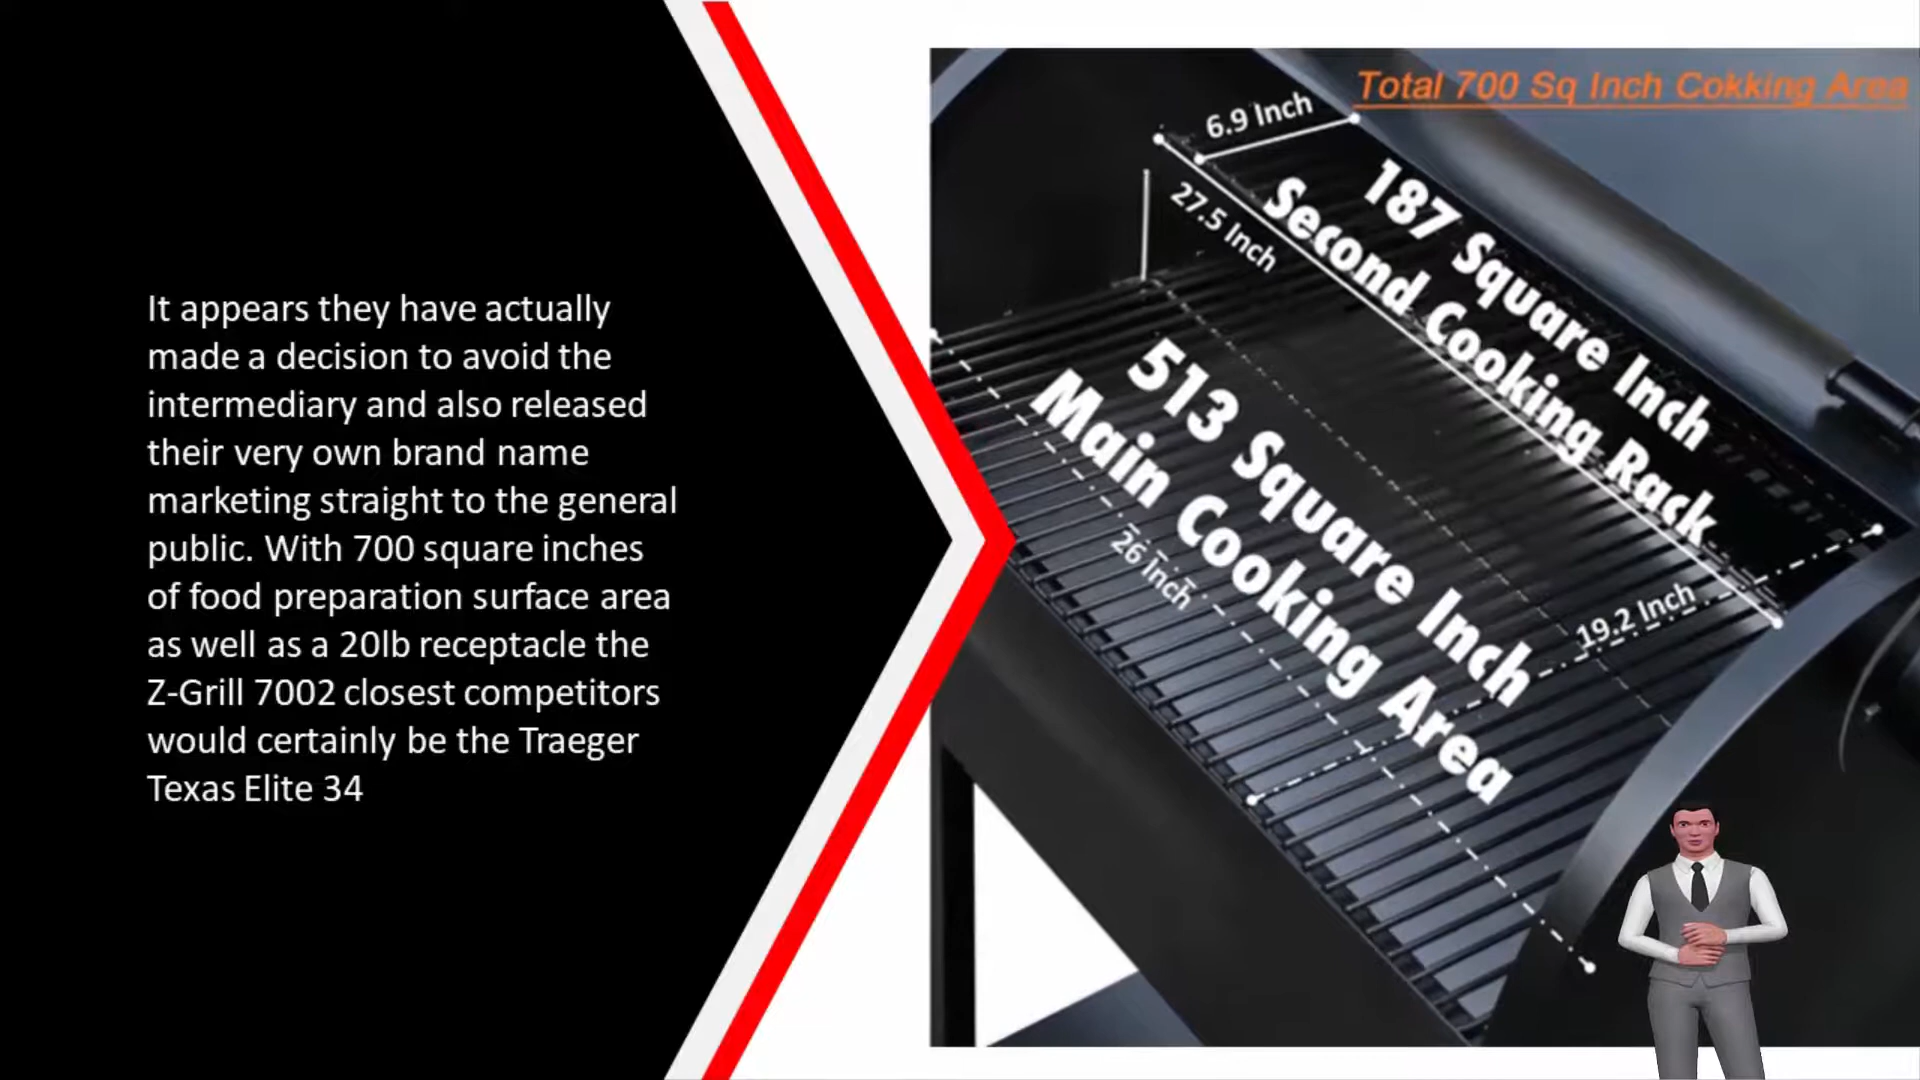 It appears they have actually
made a decision to avoid the
intermediary and also released
their very own brand name
marketing straight to the general
public. With 700 square inches
of food preparation surface area
as well as a 20lb receptacle the
Z-Grill 7002 closest competitors
would certainly be the Traeger
Texas Elite 34
Total 700 Sq Inch Cokking Area
6.9 Inch
27.5 Inch
187 Square Inch
Second Cooking Rack
513 Square Inch
Main Cooking Area
26 Inch
19.2 Inch